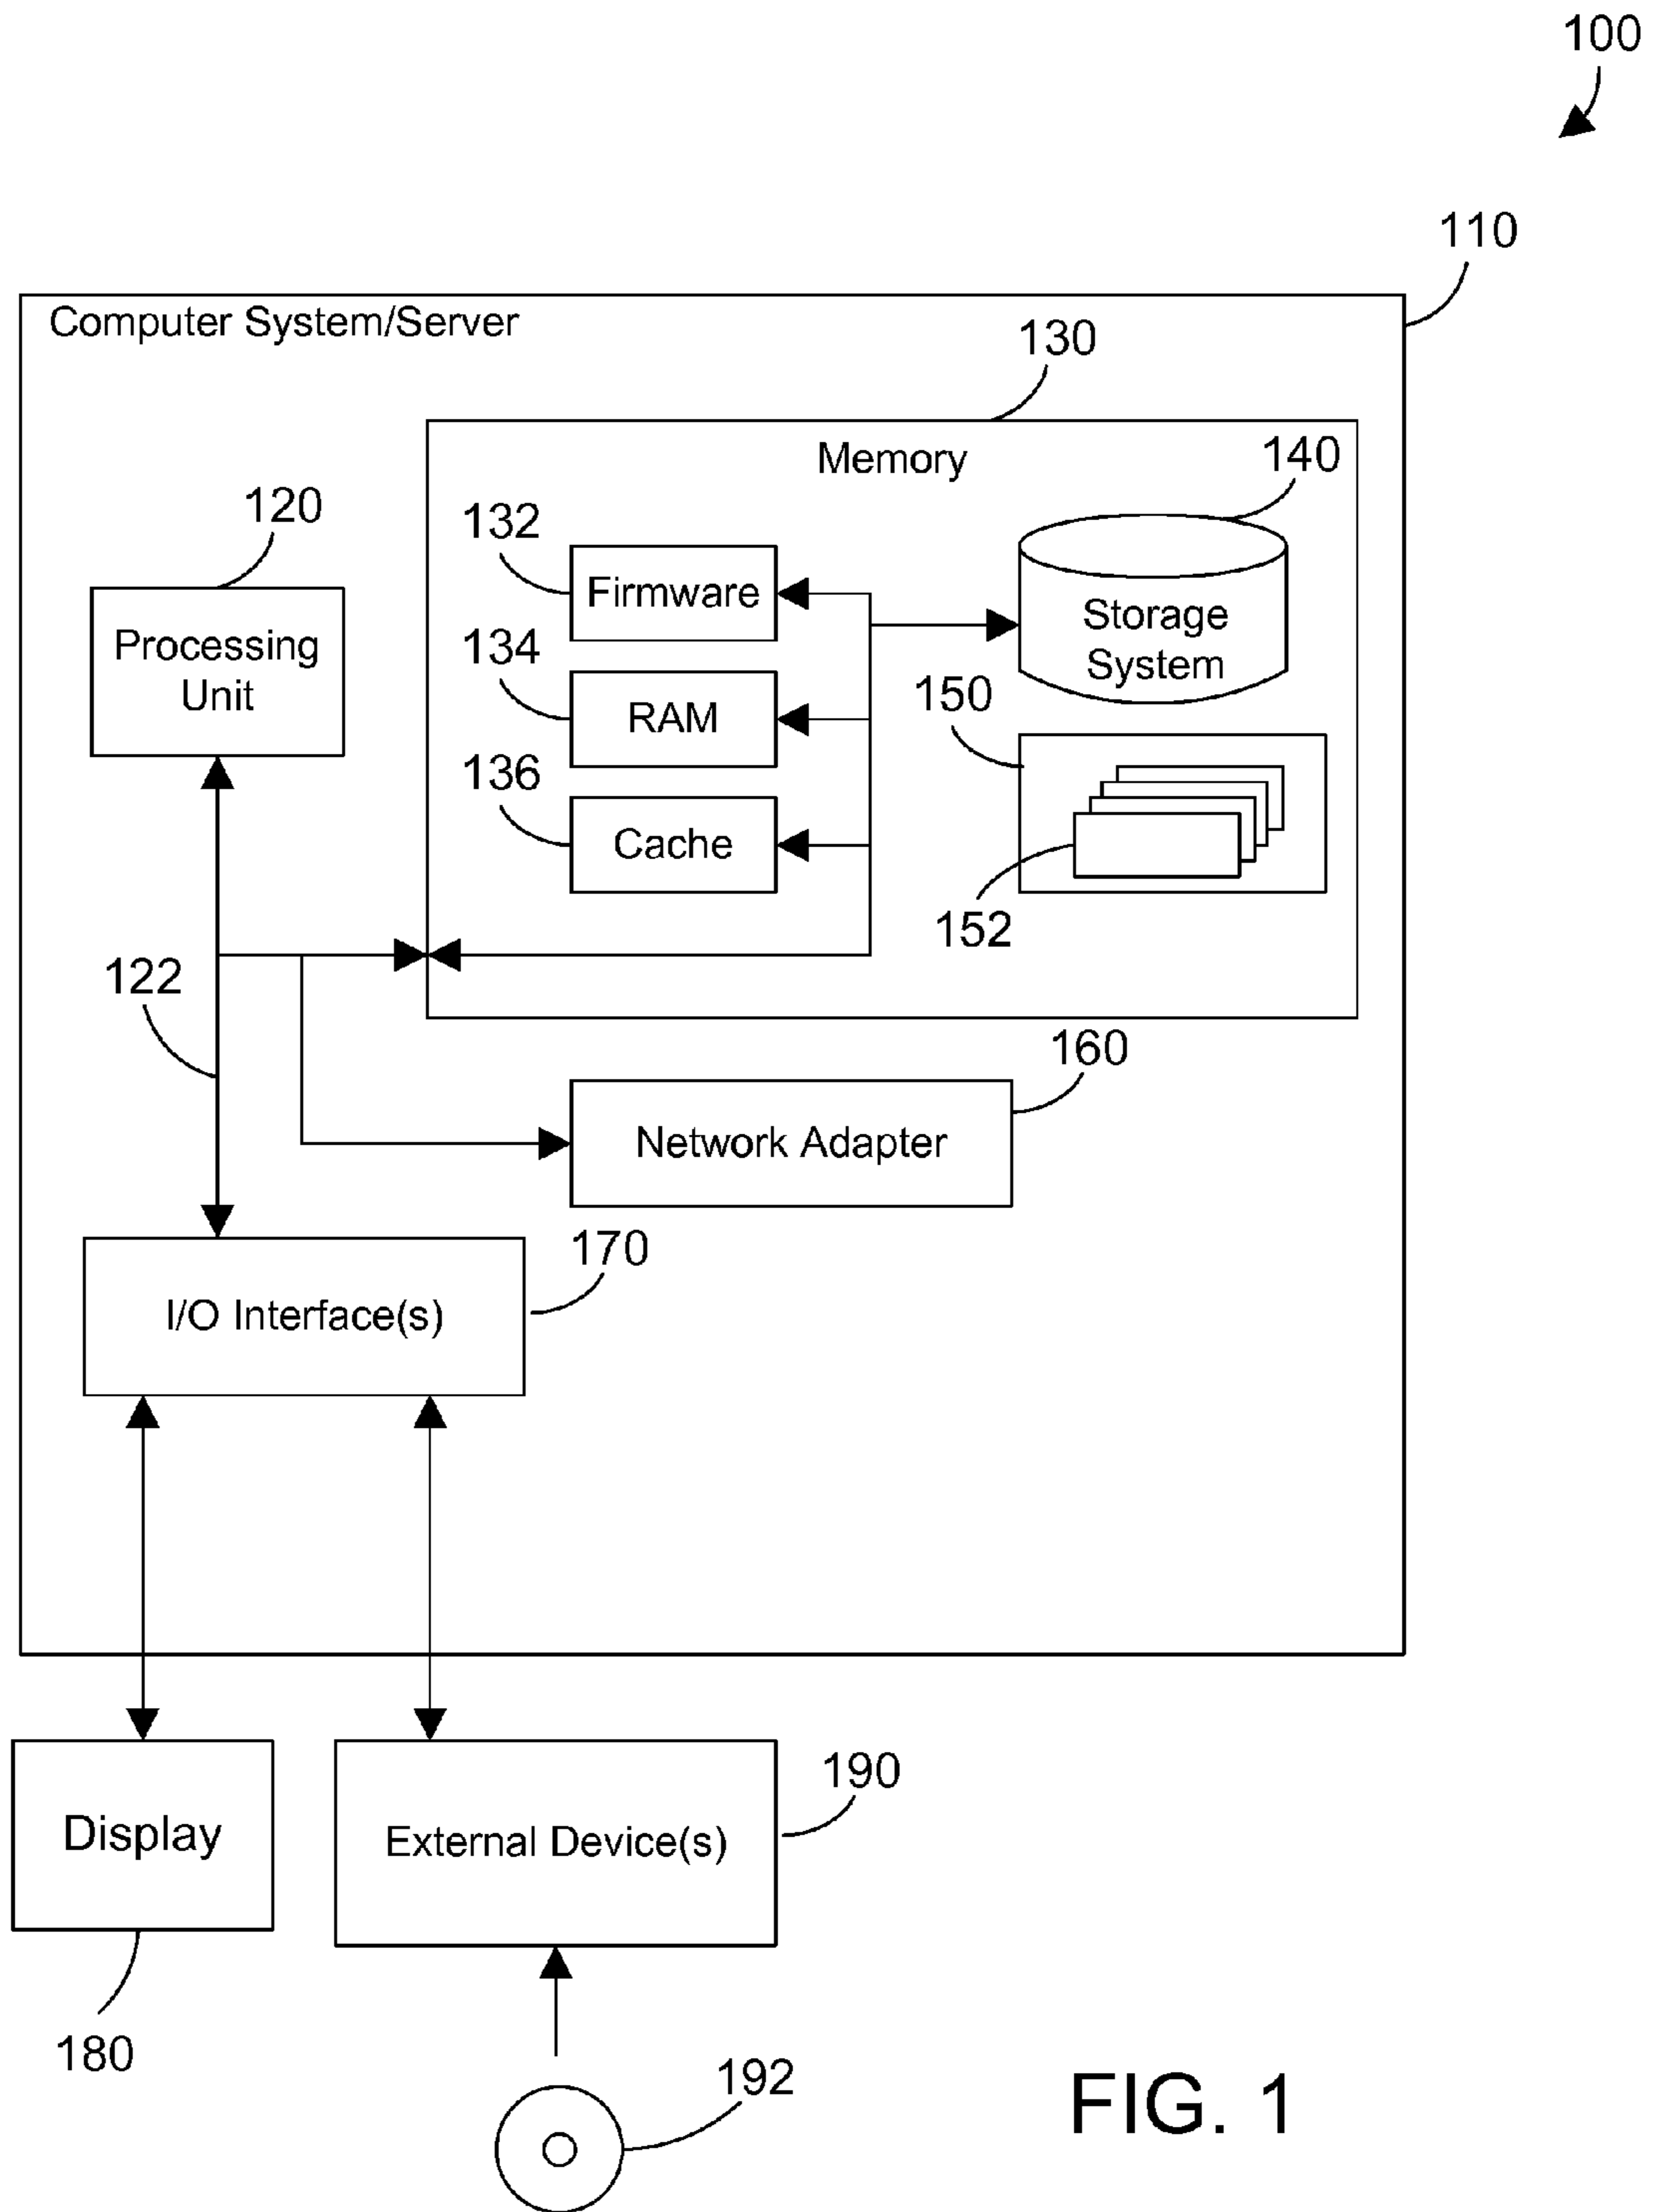 100
110
Computer System/Server
130
Memory
140
120
132
Firmware
Processing
Unit
Storage
System
134
RAM
150
136
Cache
152
122
160
Network Adapter
170
I/O Interface(s)
190
Display
External Device(s)
180
192
FIG. 1